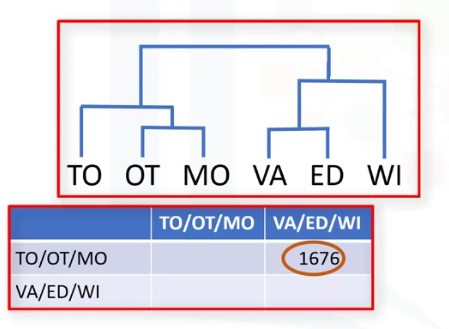 TO OT MO VA ED WI
TO/OT/MO VA/ED/WI
TO/OT/MO 1676
VA/ED/WI